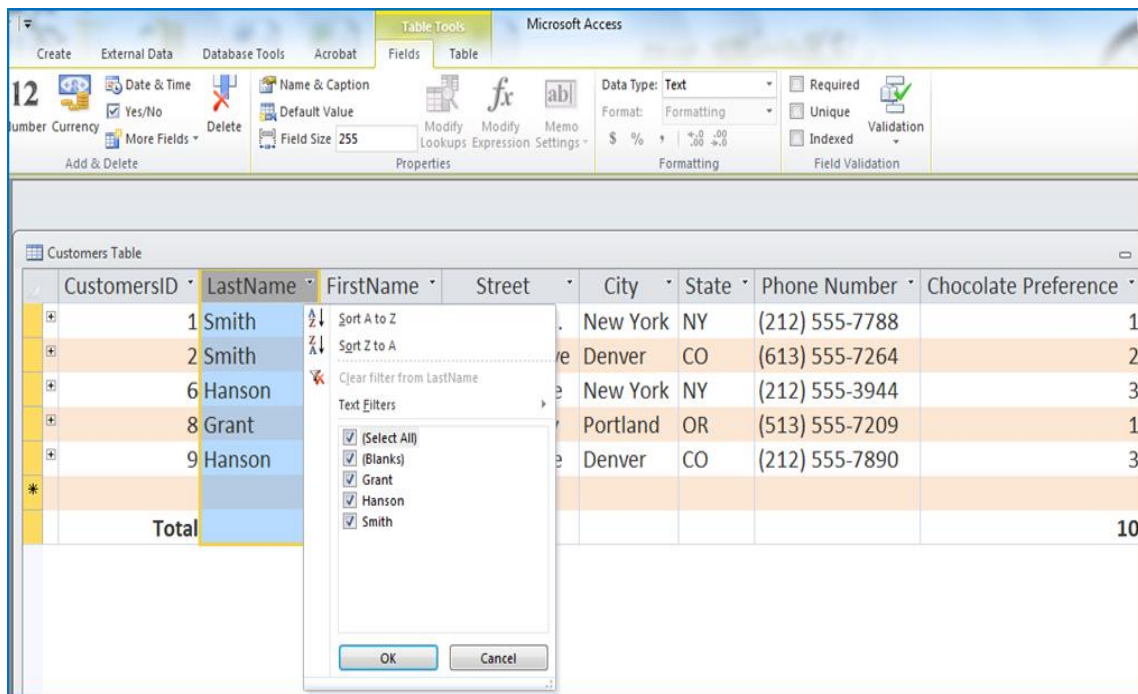 Table Tools Microsoft Access
Create External Data Database Tools Acrobat Fields Table
12 Date & Time Name & Caption Data Type: Text Required
Yes/No Default Value Format: Formatting Unique
Currency More Fields Delete Field Size 255 Modify Lookups Modify Expression Memo Settings $ % , .0 .00 .00 .0 Indexed Validation
Add & Delete Properties Formatting Field Validation
Customers Table
CustomersID LastName FirstName Street City State Phone Number Chocolate Preference
1 Smith . New York NY (212) 555-7788 1
2 Smith ve Denver CO (613) 555-7264 2
6 Hanson e New York NY (212) 555-3944 3
8 Grant Portland OR (513) 555-7209 1
9 Hanson e Denver CO (212) 555-7890 3
Total 10
Sort A to Z
Sort Z to A
Clear filter from LastName
Text Filters
(Select All)
(Blanks)
Grant
Hanson
Smith
OK Cancel